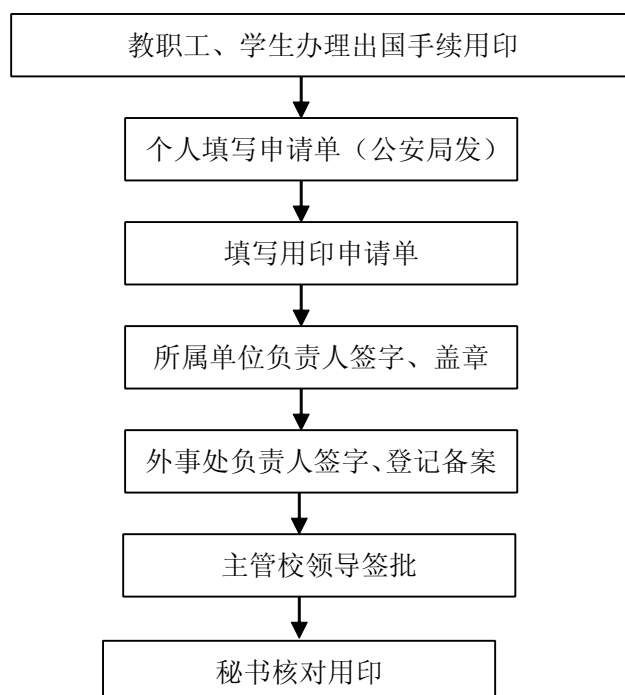 教职工、学生办理出国手续用印
个人填写申请单（公安局发）
填写用印申请单
所属单位负责人签字、盖章
外事处负责人签字、登记备案
主管校领导签批
秘书核对用印